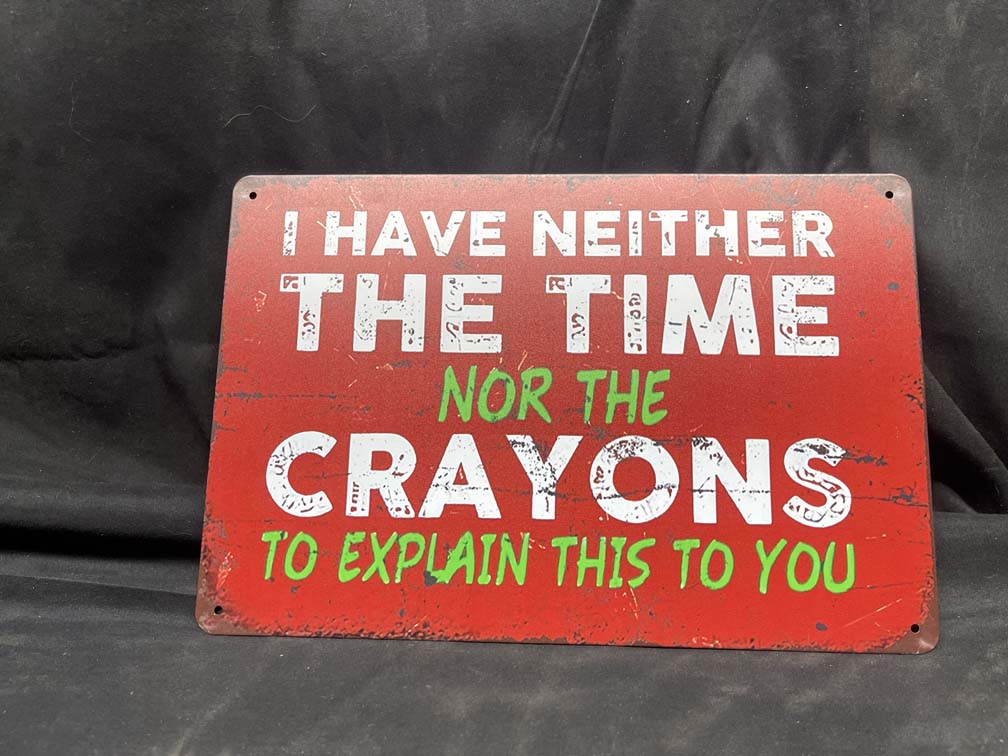 I HAVE NEITHER
THE TIME
NOR THE
CRAYONS
TO EXPLAIN THIS TO YOU